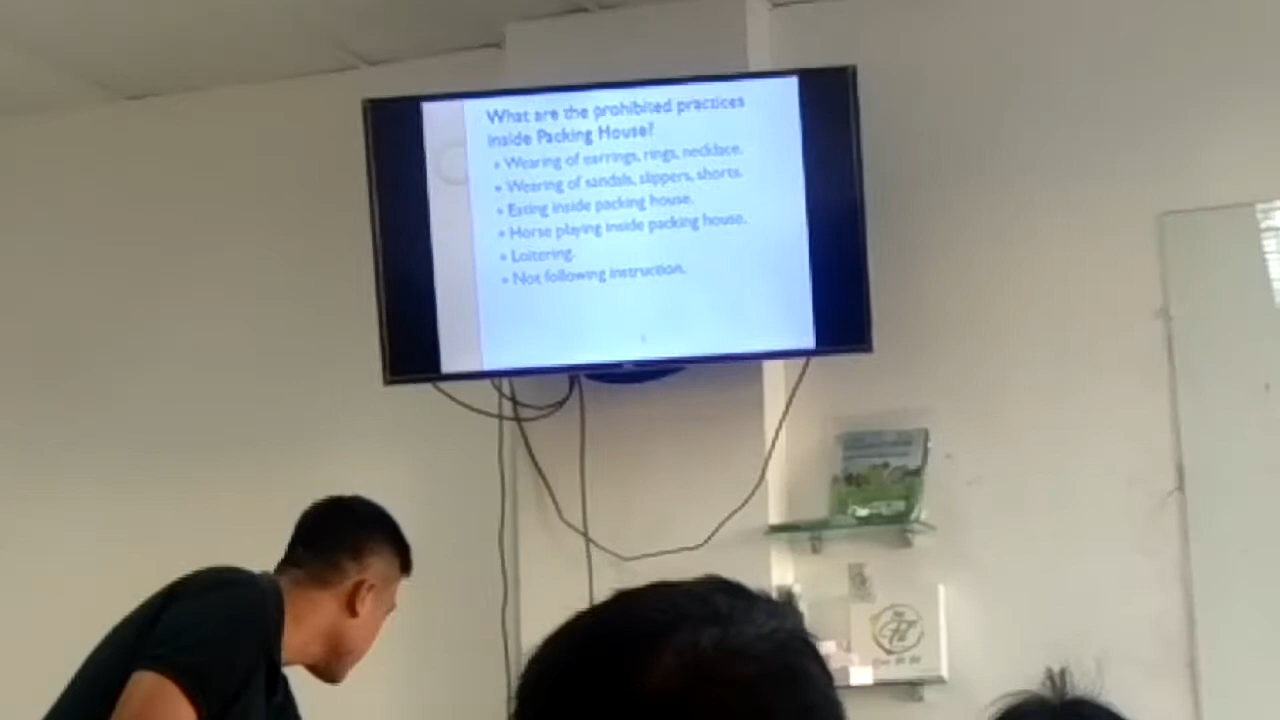 What are the prohibited practices
inside Packing House?
• Wearing of earrings, rings, necklace.
• Wearing of sandals, slippers, shorts.
• Eating inside packing house.
• Horse playing inside packing house.
• Loitering.
• Not following instruction.